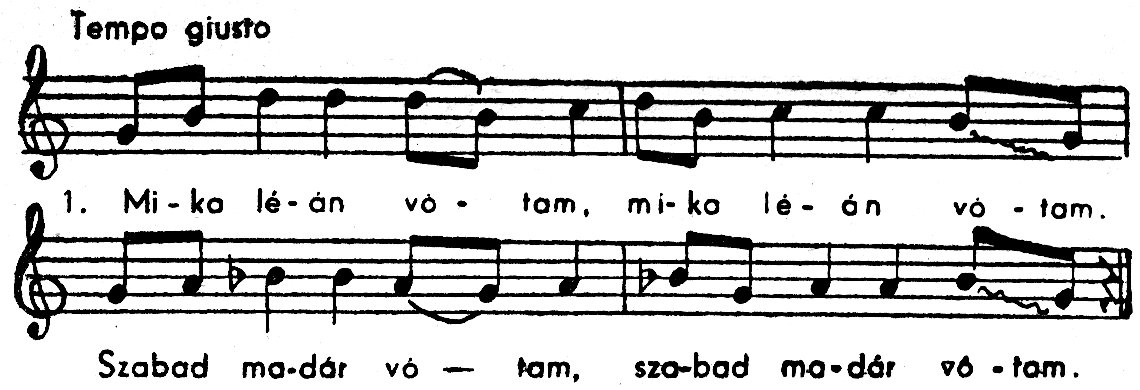 Tempo giusto
1. Mi-ka lé-án vó - tam, mi-ka lé - án vó - tam.
Szabad ma-dár vó — tam, sza-bad ma-dár vó-tam.